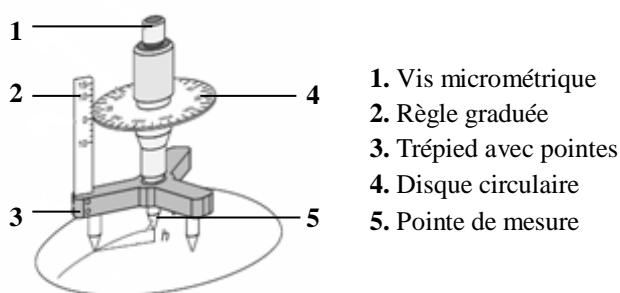 1
2
4
3
5
h
1. Vis micrométrique
2. Règle graduée
3. Trépied avec pointes
4. Disque circulaire
5. Pointe de mesure